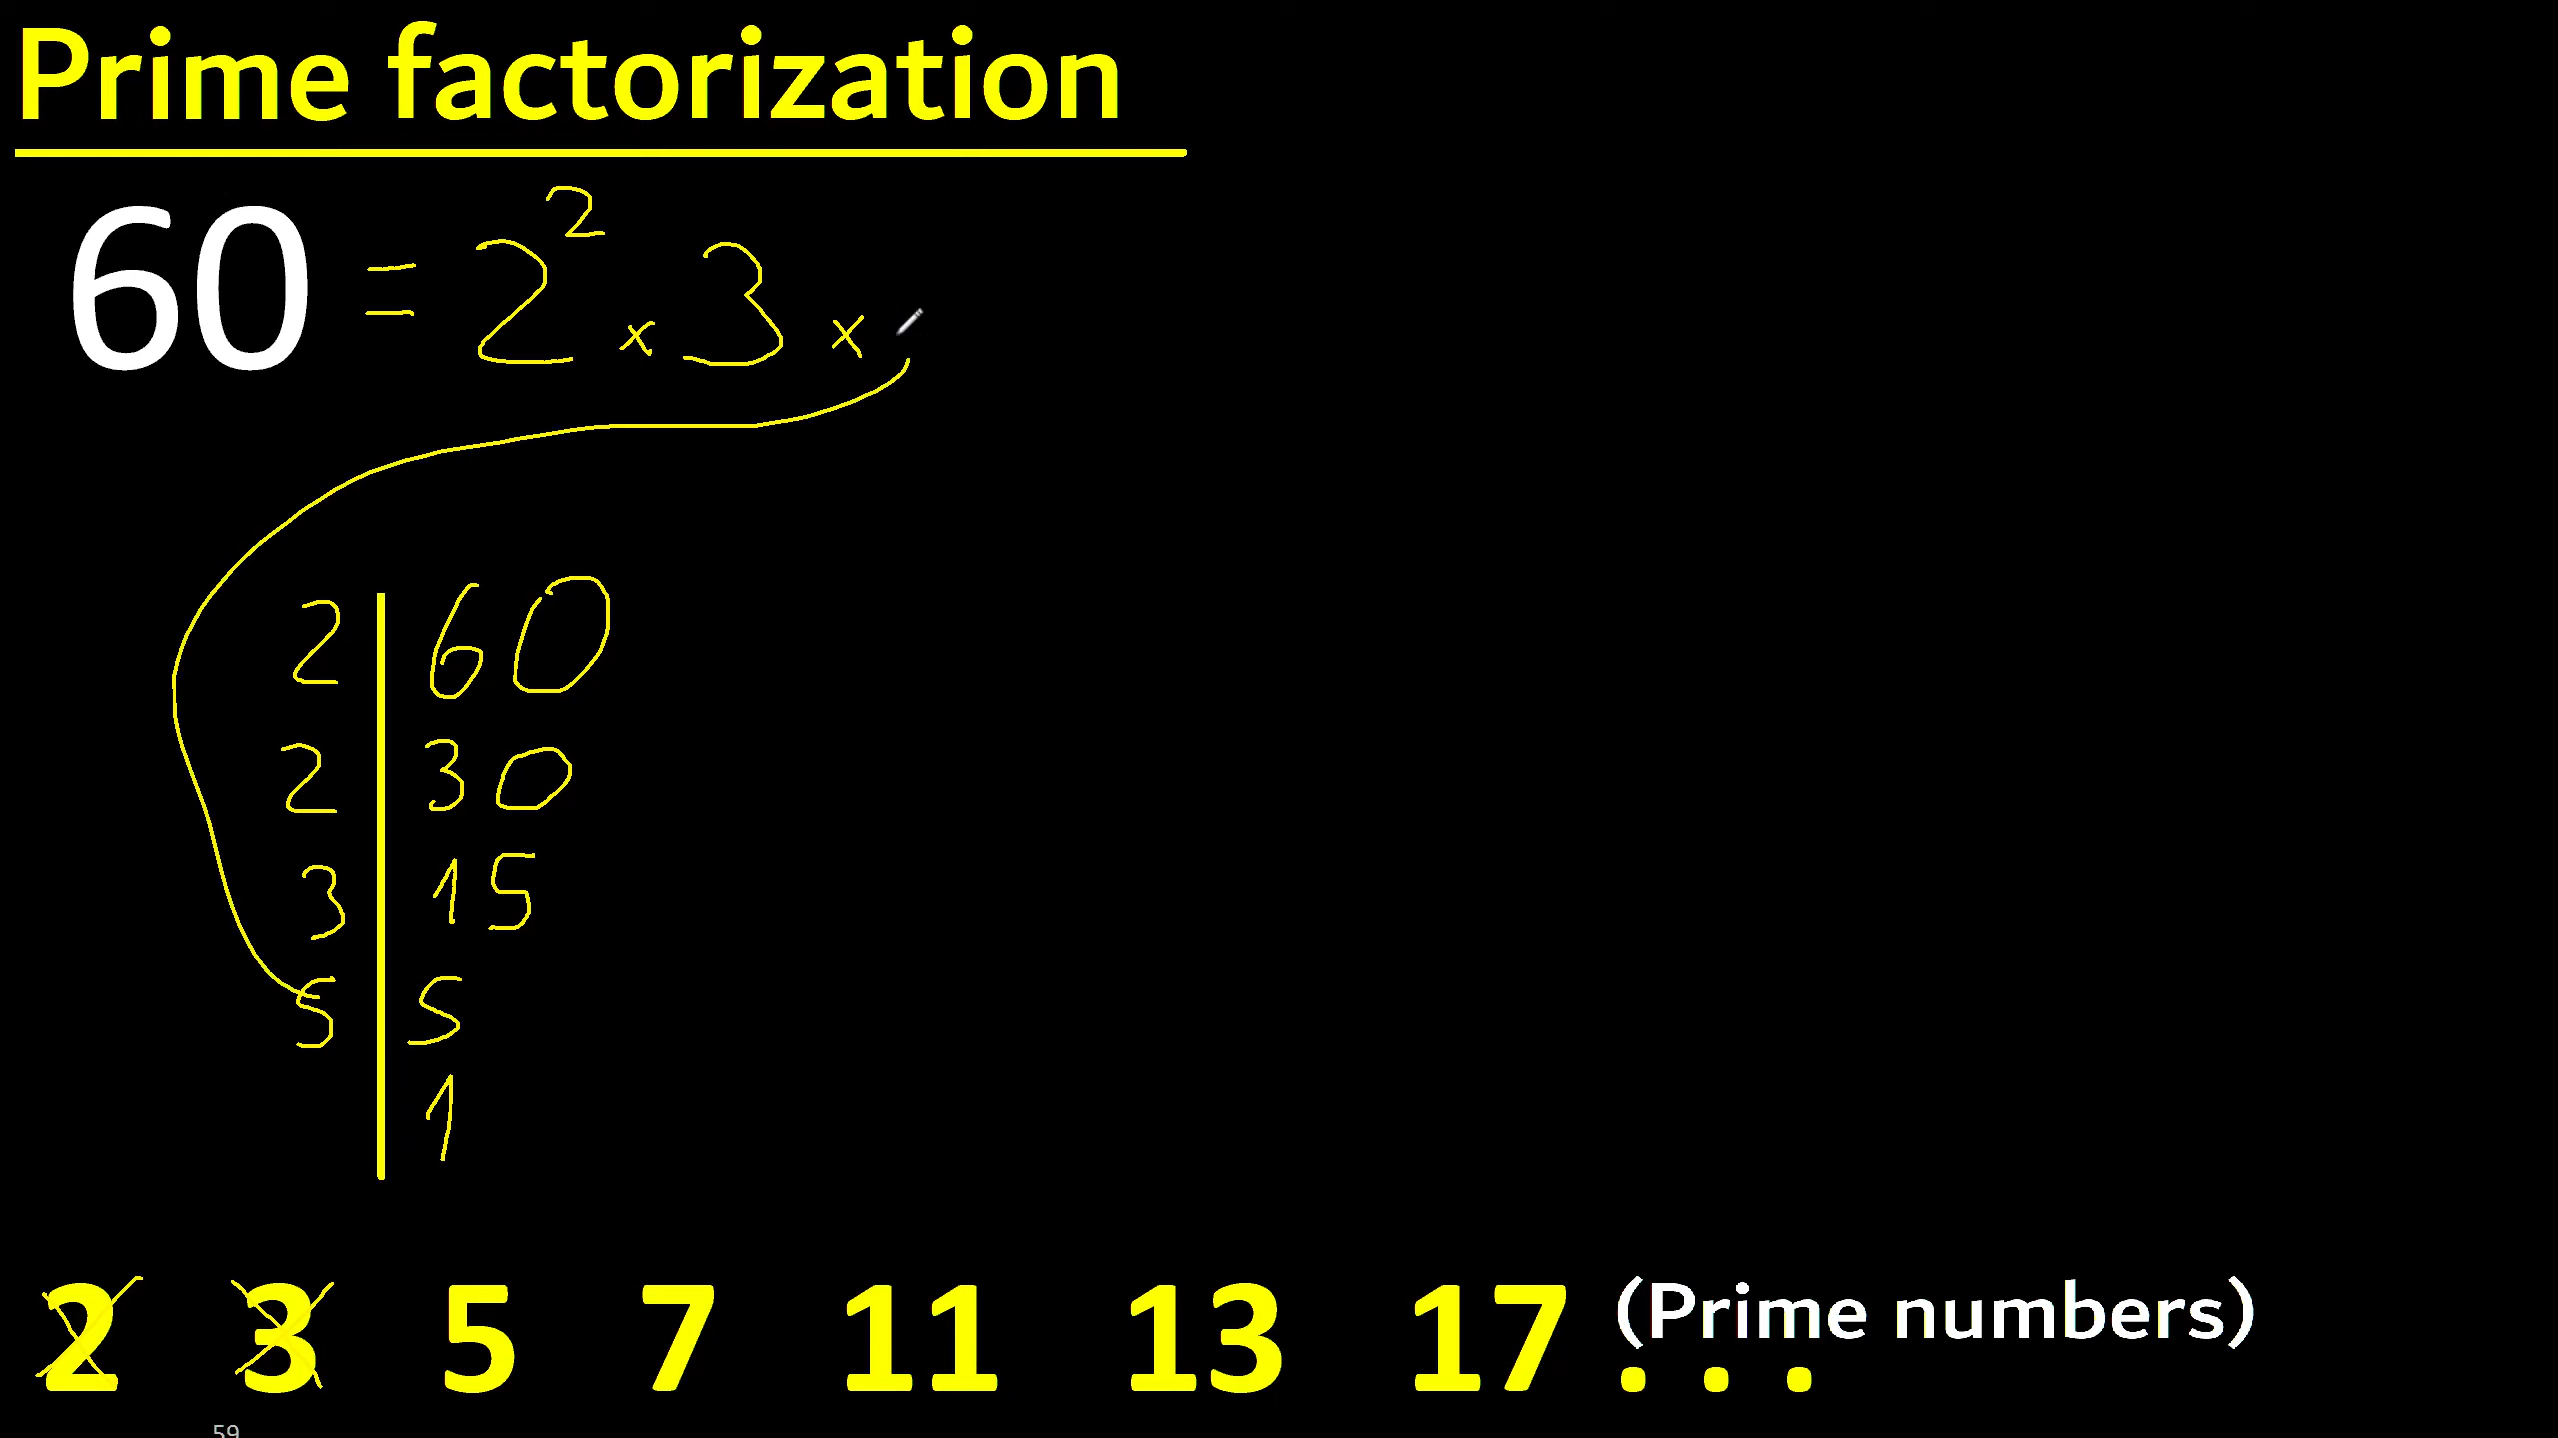 Prime factorization
60 = 2² x 3 x
2 | 60
2 | 30
3 | 15
5 | 5
| 1
2 3 5 7 11 13 17 ... (Prime numbers)
59